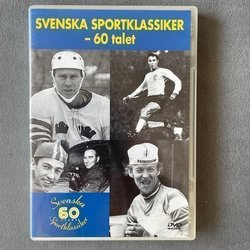 SVENSKA SPORTKLASSIKER
– 60 talet
Svenska
60
Sportklassiker
DVD